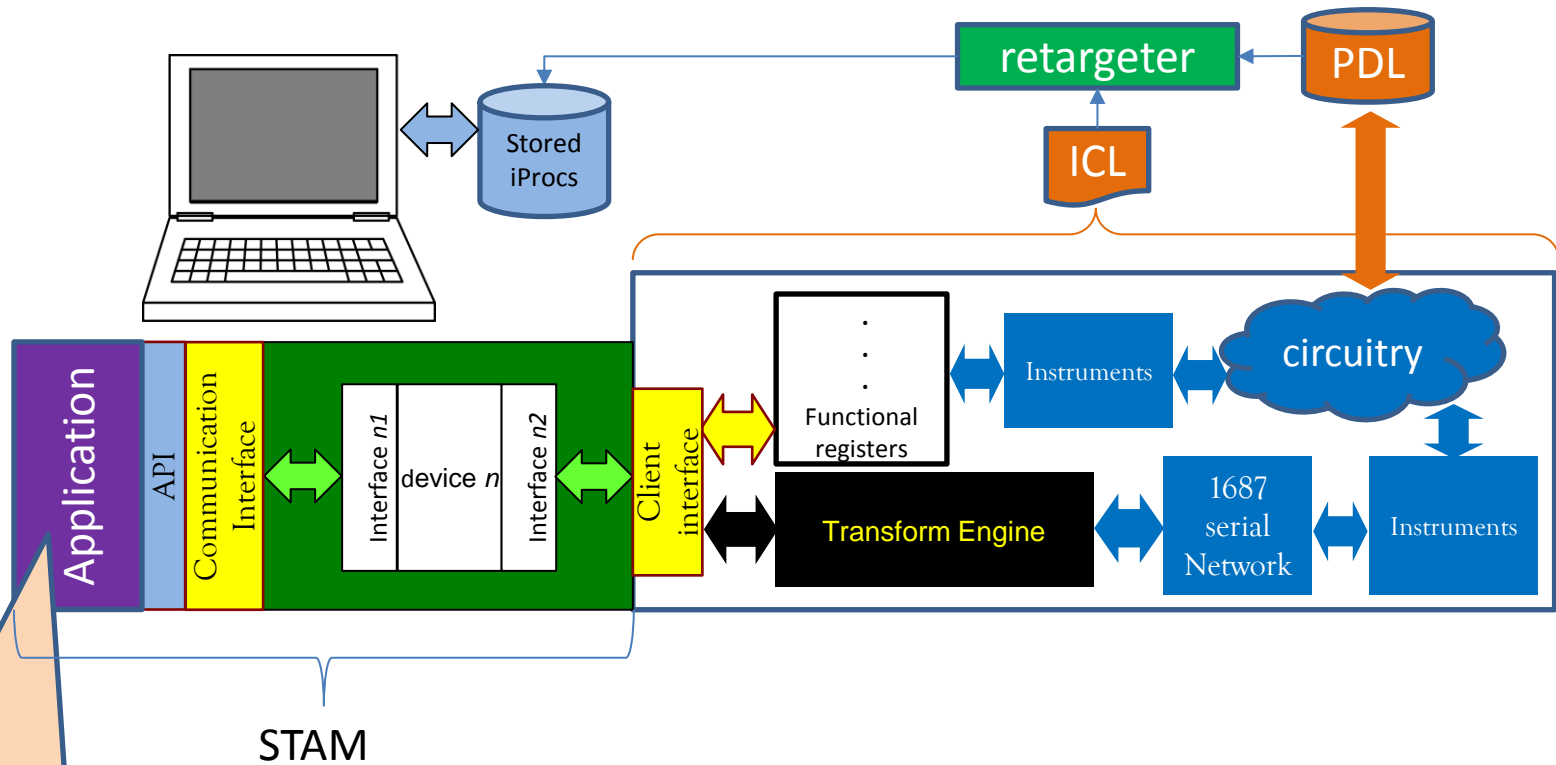 retargeter
PDL
Stored
iProcs
ICL
Application
API
Communication
Interface
Interface n1
device n
Interface n2
Client
interface
.
.
.
Functional
registers
Instruments
circuitry
Transform Engine
1687
serial
Network
Instruments
STAM